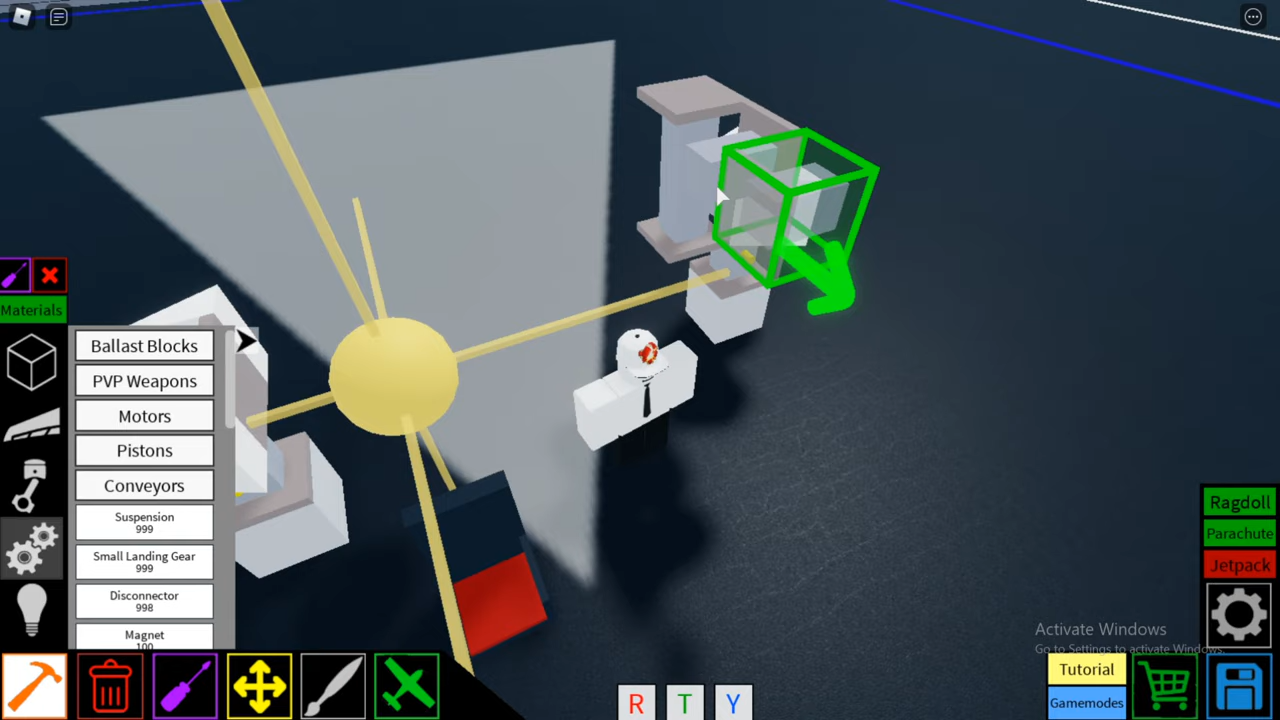 Materials
Ballast Blocks
PVP Weapons
Motors
Pistons
Conveyors
Suspension
999
Small Landing Gear
999
Disconnector
998
Magnet
100
Ragdoll
Parachute
Jetpack
Activate Windows
Go to Settings to activate Windows.
Tutorial
Gamemodes
R T Y